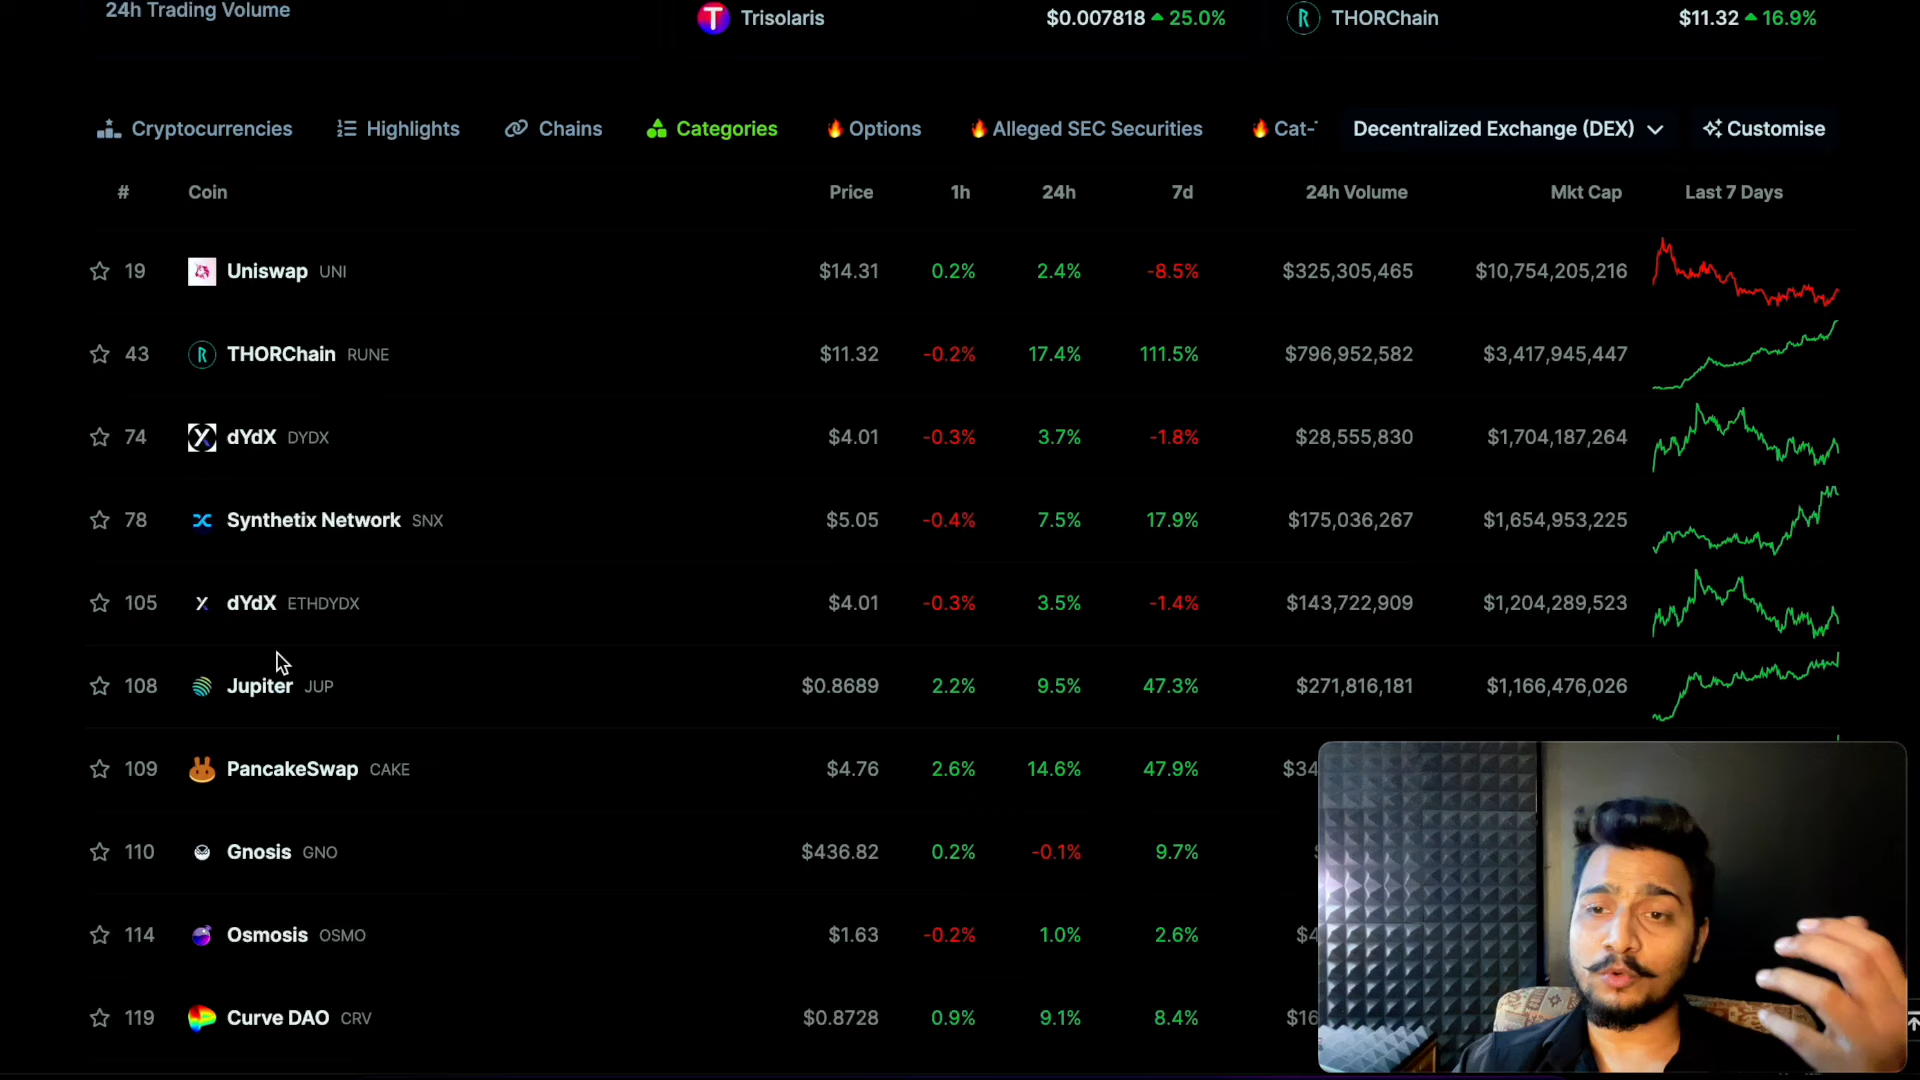 24h Trading Volume
Trisolaris $0.007818 25.0% THORChain $11.32 16.9%
Cryptocurrencies Highlights Chains Categories Options Alleged SEC Securities Cat- Decentralized Exchange (DEX) Customise
# Coin Price 1h 24h 7d 24h Volume Mkt Cap Last 7 Days
19 Uniswap UNI $14.31 0.2% 2.4% -8.5% $325,305,465 $10,754,205,216
43 THORChain RUNE $11.32 -0.2% 17.4% 111.5% $796,952,582 $3,417,945,447
74 dYdX DYDX $4.01 -0.3% 3.7% -1.8% $28,555,830 $1,704,187,264
78 Synthetix Network SNX $5.05 -0.4% 7.5% 17.9% $175,036,267 $1,654,953,225
105 dYdX ETHDYDX $4.01 -0.3% 3.5% -1.4% $143,722,909 $1,204,289,523
108 Jupiter JUP $0.8689 2.2% 9.5% 47.3% $271,816,181 $1,166,476,026
109 PancakeSwap CAKE $4.76 2.6% 14.6% 47.9% $34
110 Gnosis GNO $436.82 0.2% -0.1% 9.7%
114 Osmosis OSMO $1.63 -0.2% 1.0% 2.6% $4
119 Curve DAO CRV $0.8728 0.9% 9.1% 8.4% $16